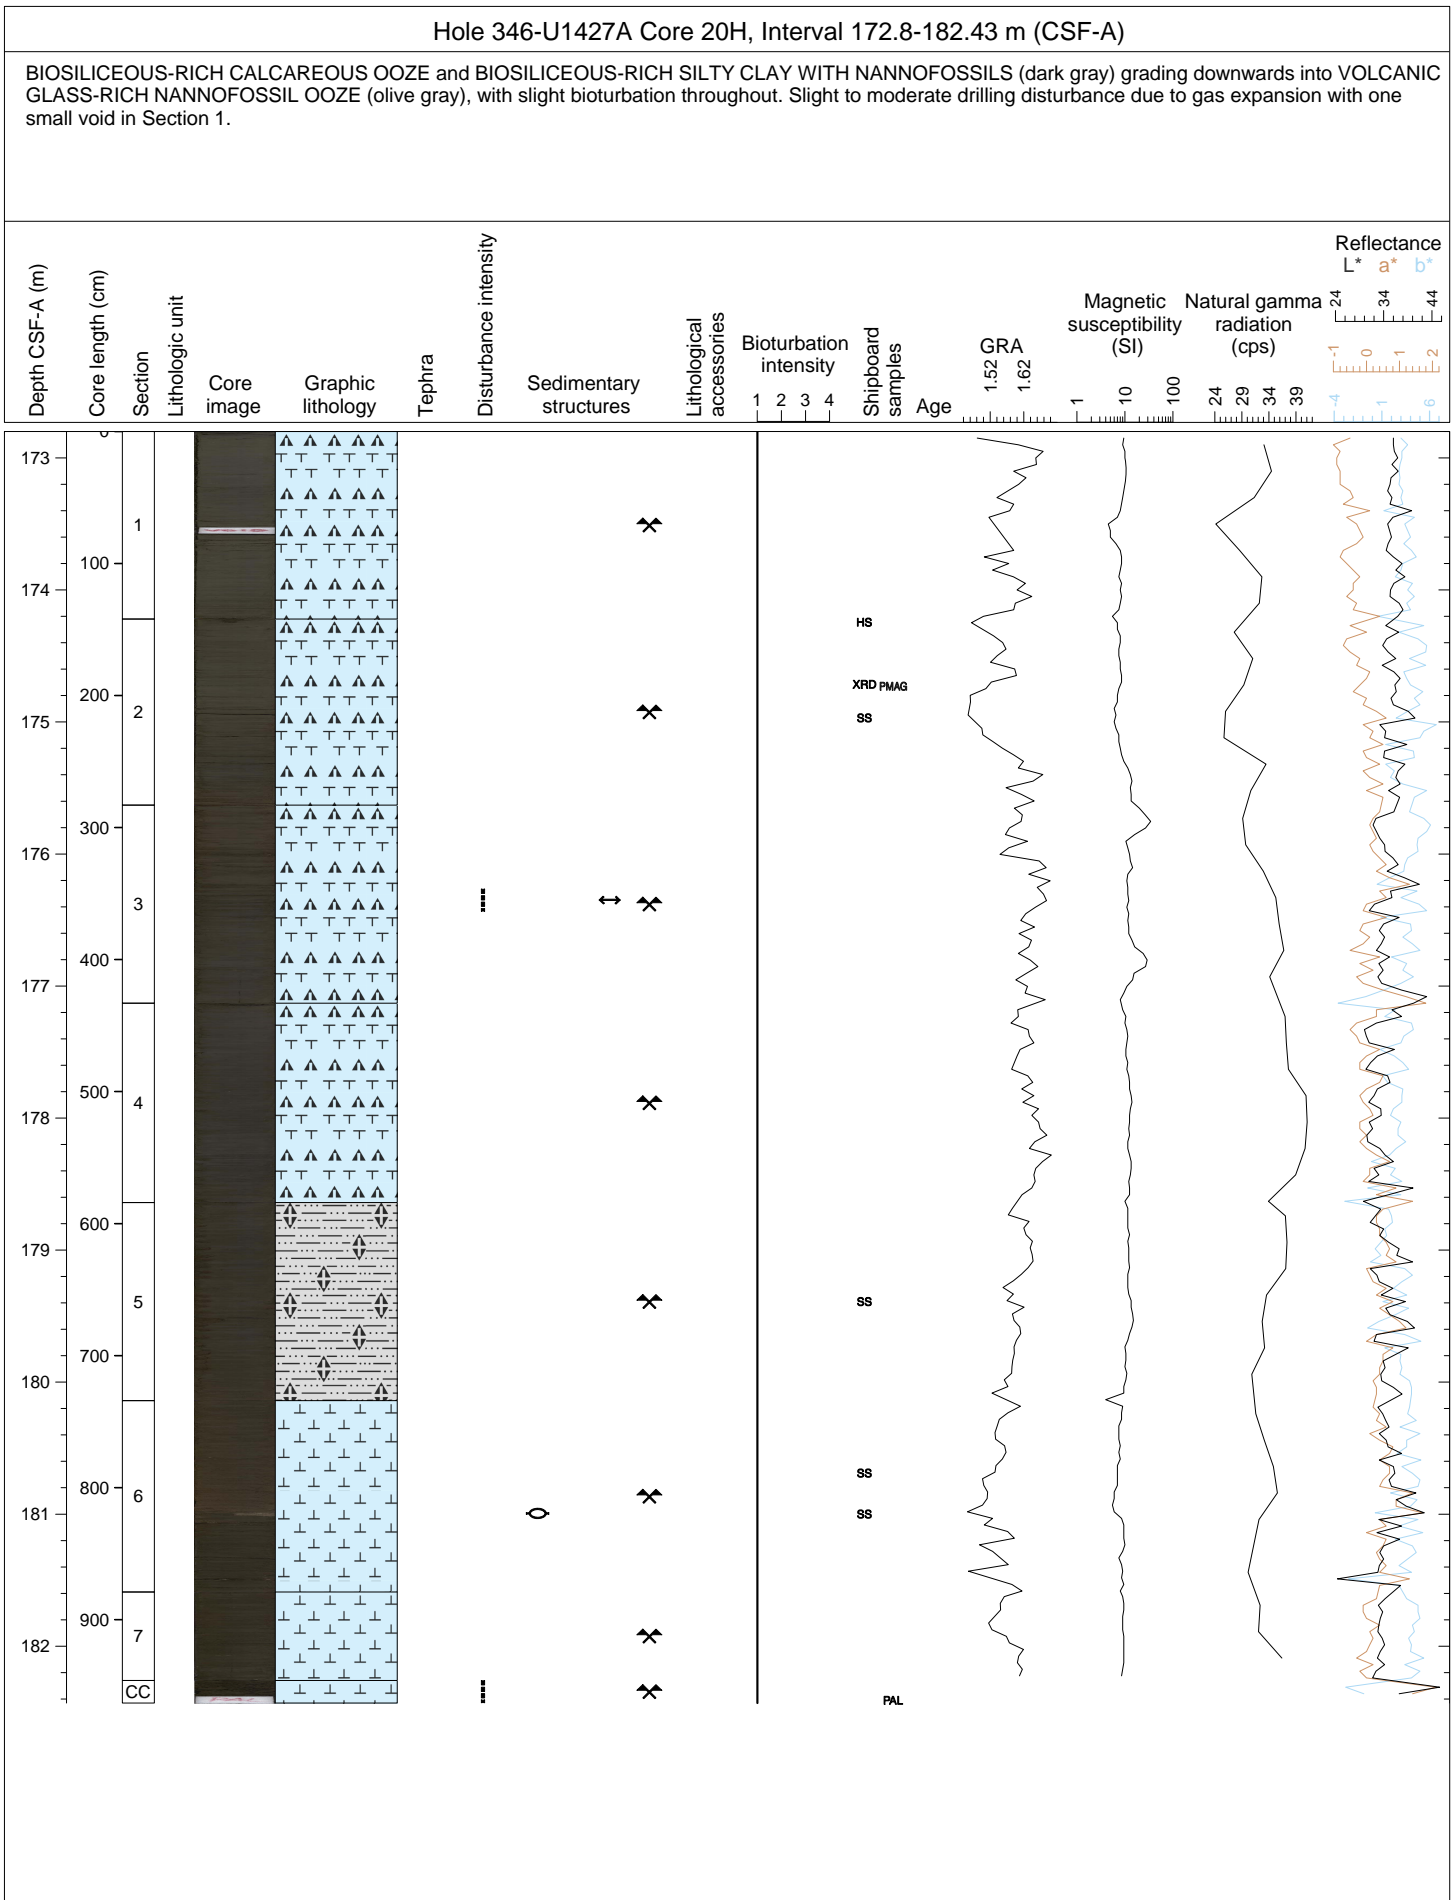 Hole 346-U1427A Core 20H, Interval 172.8-182.43 m (CSF-A)
BIOSILICEOUS-RICH CALCAREOUS OOZE and BIOSILICEOUS-RICH SILTY CLAY WITH NANNOFOSSILS (dark gray) grading downwards into VOLCANIC
GLASS-RICH NANNOFOSSIL OOZE (olive gray), with slight bioturbation throughout. Slight to moderate drilling disturbance due to gas expansion with one
small void in Section 1.
Depth CSF-A (m)
Core length (cm)
Section
Lithologic unit
Core
image
Graphic
lithology
Tephra
Disturbance intensity
Sedimentary
structures
Lithological
accessories
Bioturbation
intensity
1 2 3 4
Shipboard
samples
Age
GRA
1.52 1.62
Magnetic
susceptibility
(SI)
1 10 100
Natural gamma
radiation
(cps)
24 29 34 39
Reflectance
L* a* b*
24 34 44
-1 0 1 2
-4 1 6
0
173
1
100
174
HS
200
XRD PMAG
2
SS
175
300
176
3
400
177
500
4
178
600
179
5
SS
700
180
SS
800
6
181
SS
900
7
182
CC
PAL